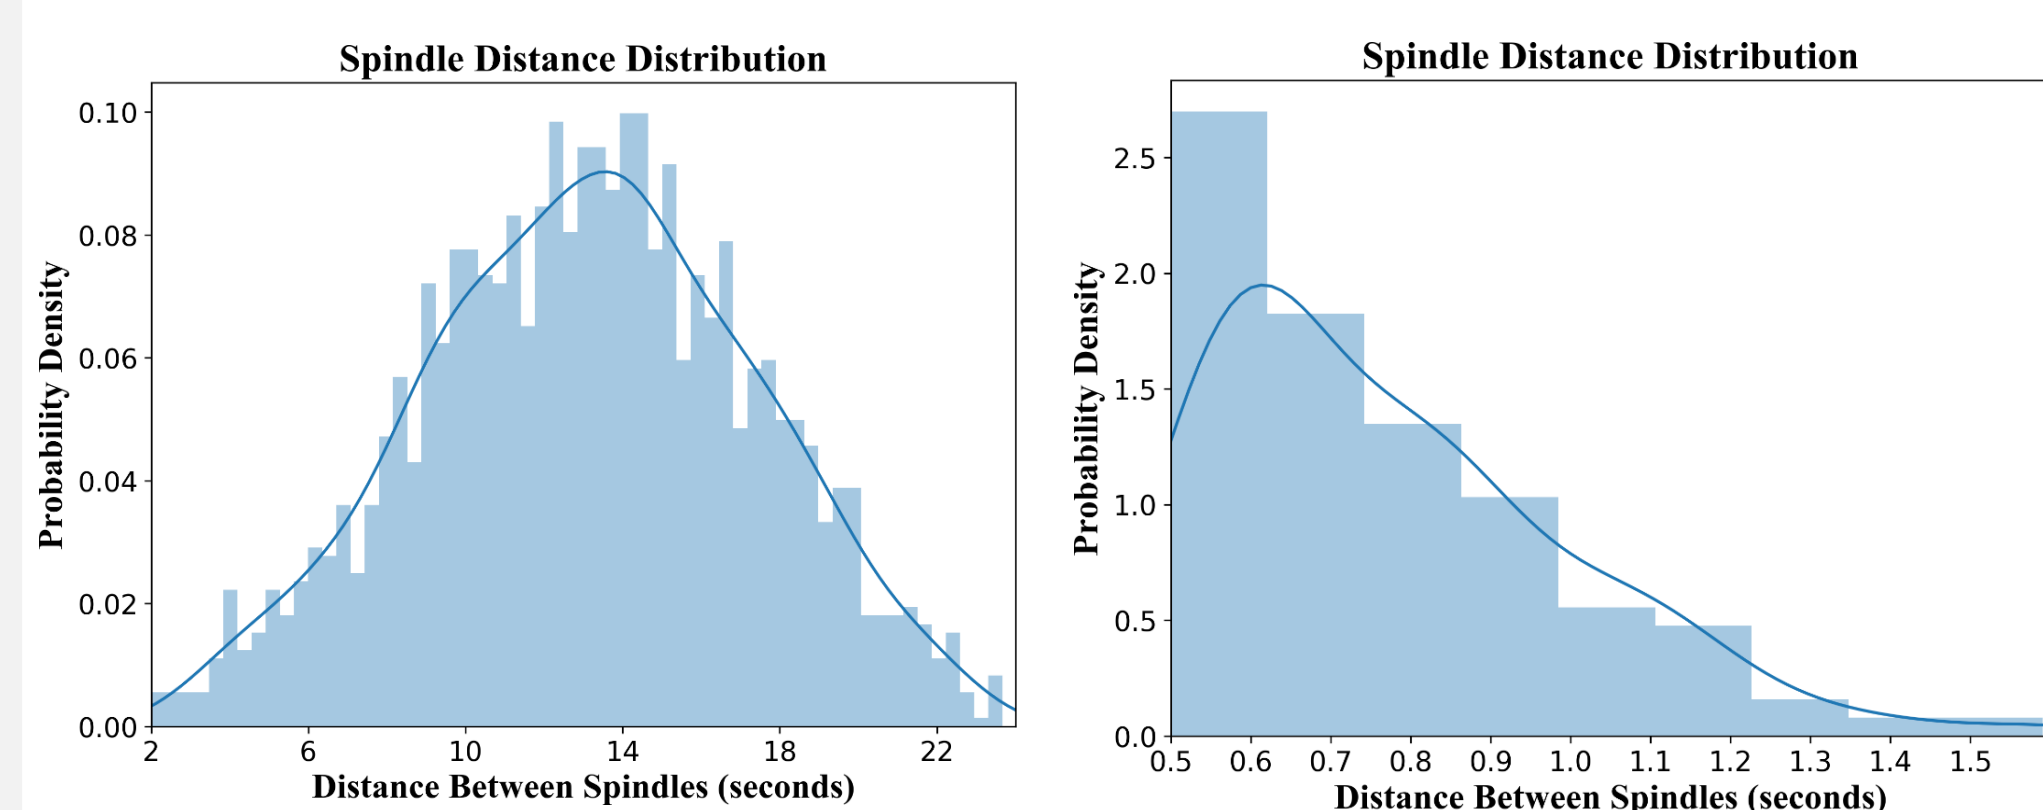 Spindle Distance Distribution
0.10
0.08
0.06
0.04
0.02
0.00
Probability Density
2 6 10 14 18 22
Distance Between Spindles (seconds)
Spindle Distance Distribution
2.5
2.0
1.5
1.0
0.5
0.0
Probability Density
0.5 0.6 0.7 0.8 0.9 1.0 1.1 1.2 1.3 1.4 1.5
Distance Between Spindles (seconds)